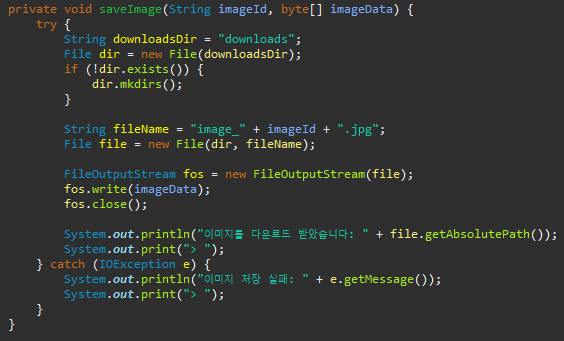 private void saveImage(String imageId, byte[] imageData) {
    try {
        String downloadsDir = "downloads";
        File dir = new File(downloadsDir);
        if (!dir.exists()) {
            dir.mkdirs();
        }

        String fileName = "image_" + imageId + ".jpg";
        File file = new File(dir, fileName);

        FileOutputStream fos = new FileOutputStream(file);
        fos.write(imageData);
        fos.close();

        System.out.println("이미지를 다운로드 받았습니다: " + file.getAbsolutePath());
        System.out.print("> ");
    } catch (IOException e) {
        System.out.println("이미지 저장 실패: " + e.getMessage());
        System.out.print("> ");
    }
}